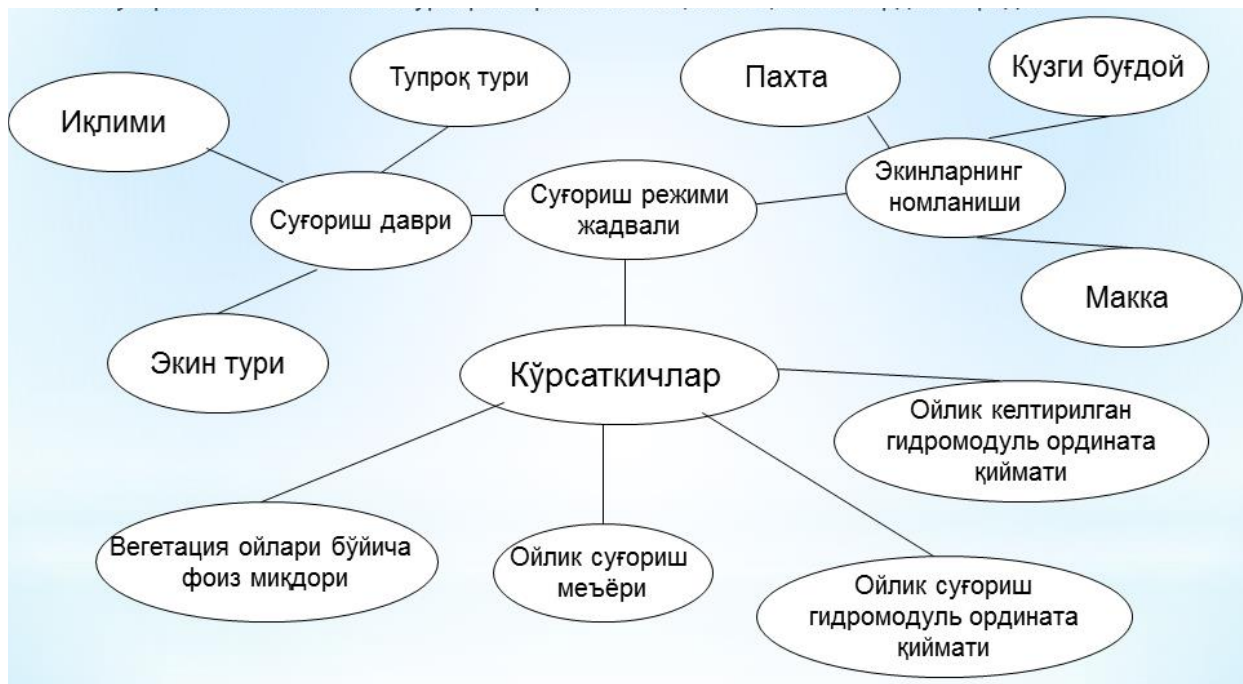 Тупроқ тури
Пахта
Кузги буғдой
Иқлими
Суғориш даври
Суғориш режими
жадвали
Экинларнинг
номланиши
Макка
Экин тури
Кўрсаткичлар
Ойлик келтирилган
гидромодуль ордината
қиймати
Вегетация ойлари бўйича
фоиз миқдори
Ойлик суғориш
меъёри
Ойлик суғориш
гидромодуль ордината
қиймати